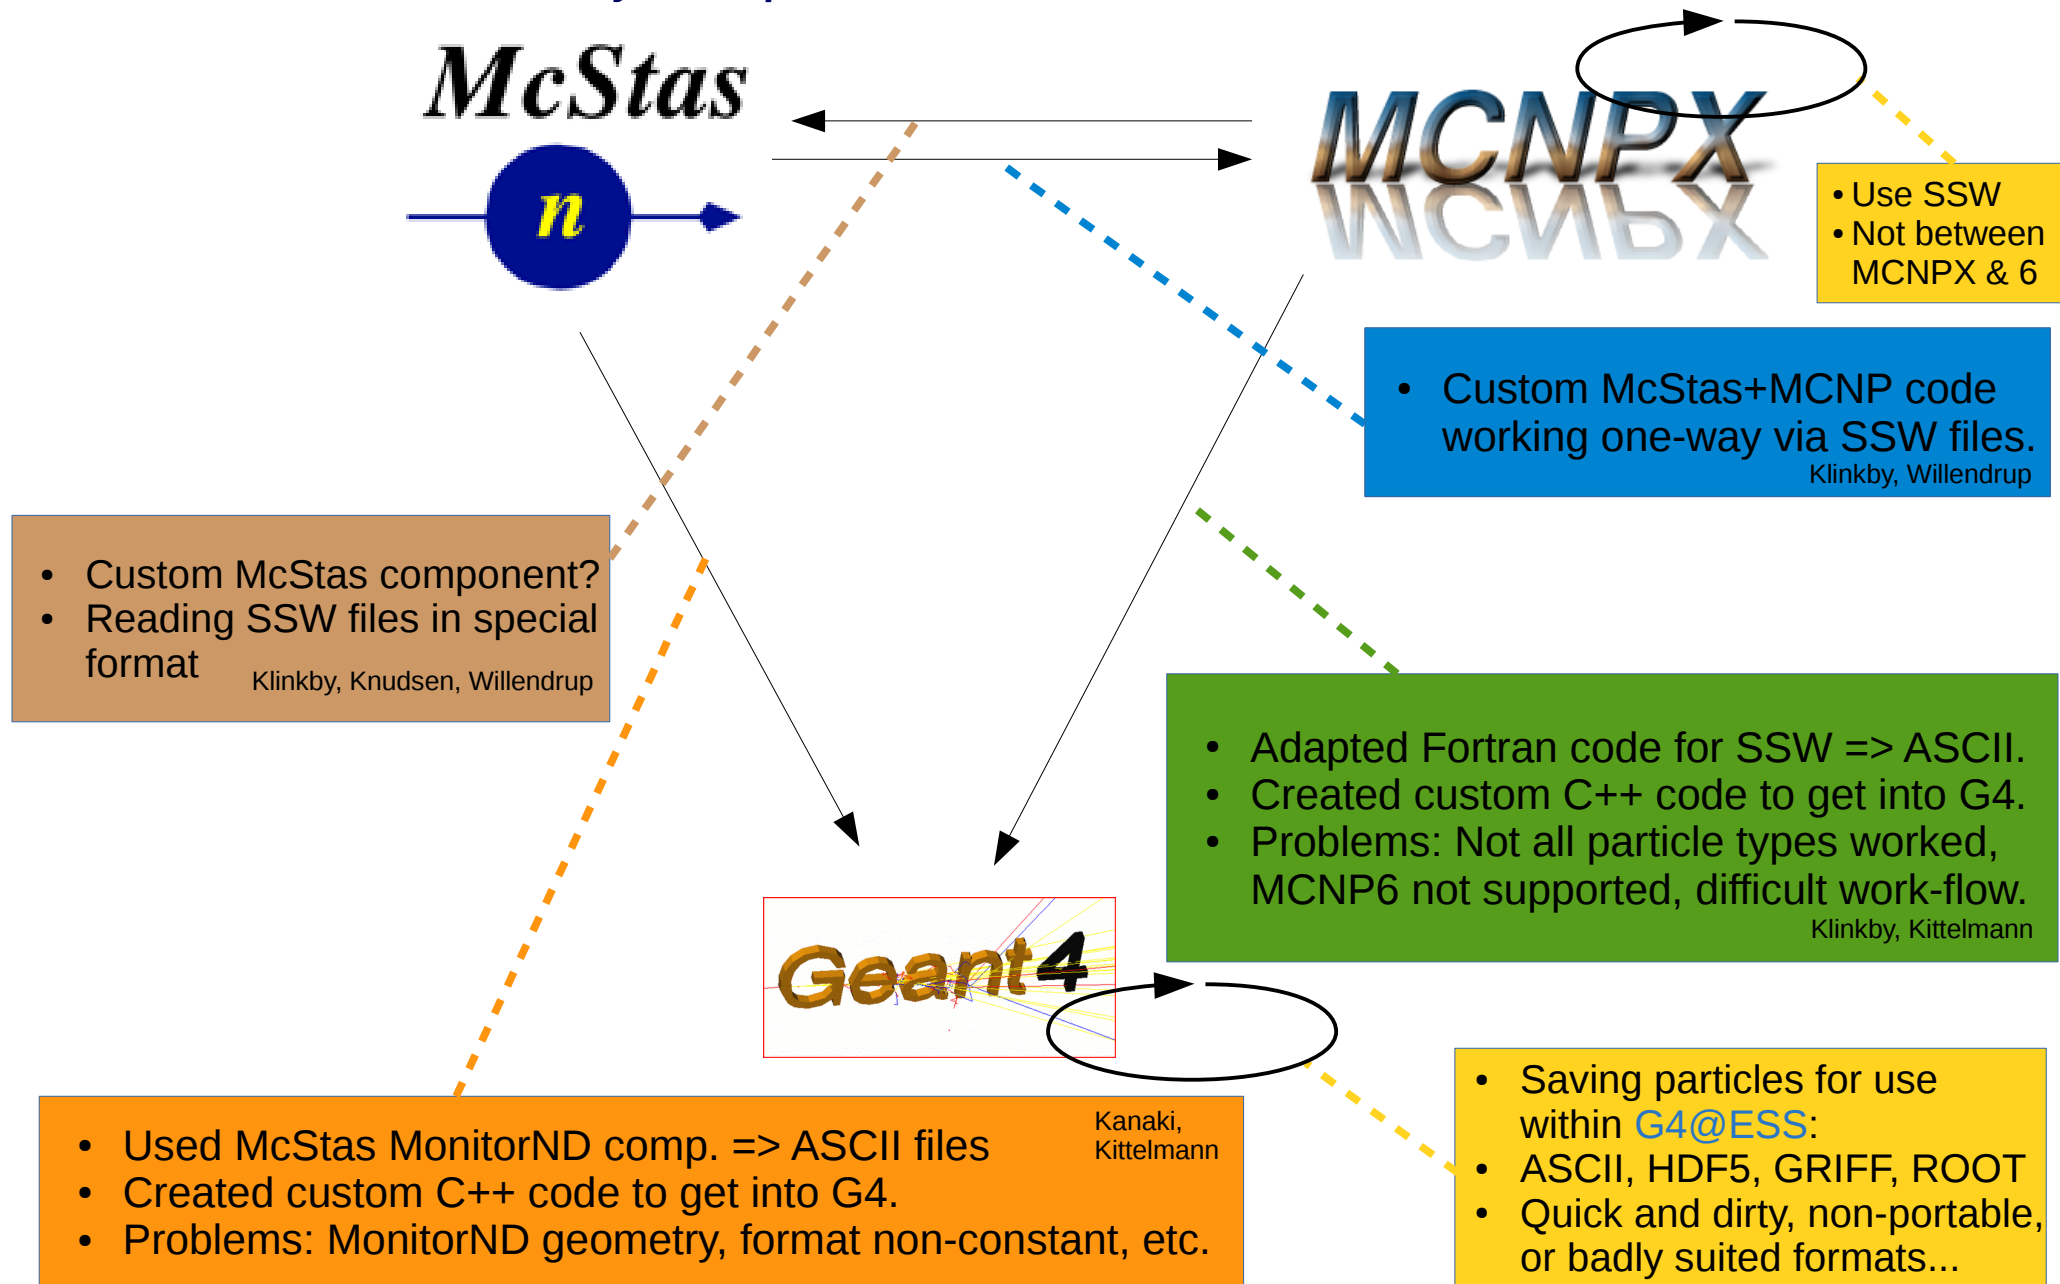 McStas
n
MCNPX
• Use SSW
• Not between
MCNPX & 6
• Custom McStas+MCNP code
working one-way via SSW files.
Klinkby, Willendrup
• Custom McStas component?
• Reading SSW files in special
format
Klinkby, Knudsen, Willendrup
• Adapted Fortran code for SSW => ASCII.
• Created custom C++ code to get into G4.
• Problems: Not all particle types worked,
MCNP6 not supported, difficult work-flow.
Klinkby, Kittelmann
Geant4
Kanaki,
Kittelmann
• Used McStas MonitorND comp. => ASCII files
• Created custom C++ code to get into G4.
• Problems: MonitorND geometry, format non-constant, etc.
• Saving particles for use
within G4@ESS:
• ASCII, HDF5, GRIFF, ROOT
• Quick and dirty, non-portable,
or badly suited formats...